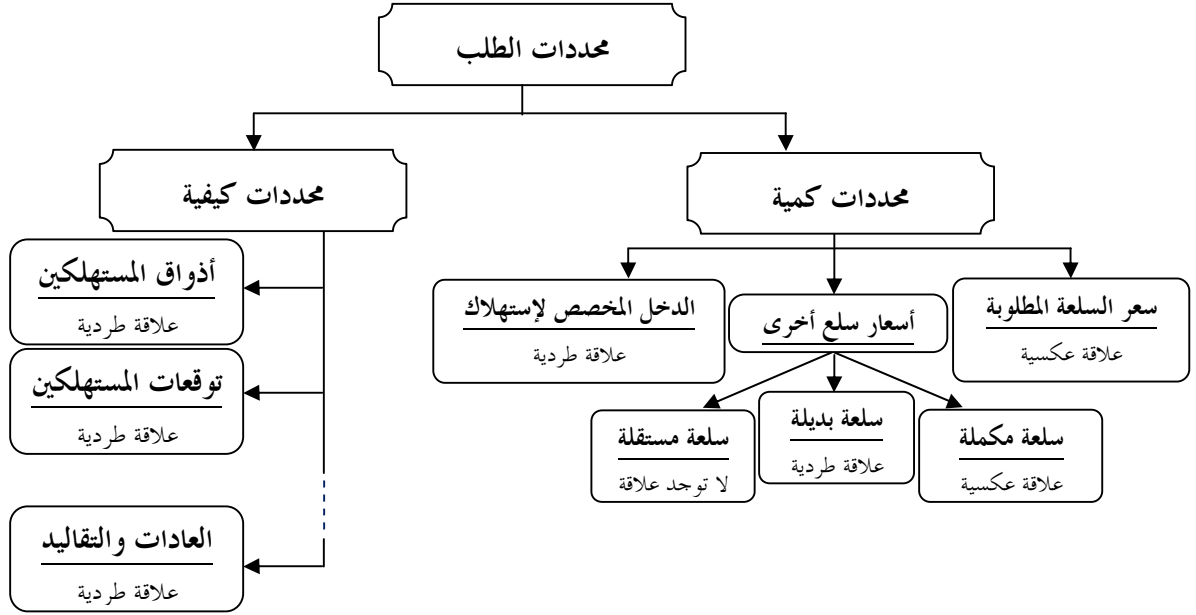 محددات الطلب
محددات كمية
محددات كيفية
سعر السلعة المطلوبة
علاقة عكسية
أسعار سلع أخرى
الدخل المخصص لإستهلاك
علاقة طردية
سلعة مكملة
علاقة عكسية
سلعة بديلة
علاقة طردية
سلعة مستقلة
لا توجد علاقة
أذواق المستهلكين
علاقة طردية
توقعات المستهلكين
علاقة طردية
العادات والتقاليد
علاقة طردية